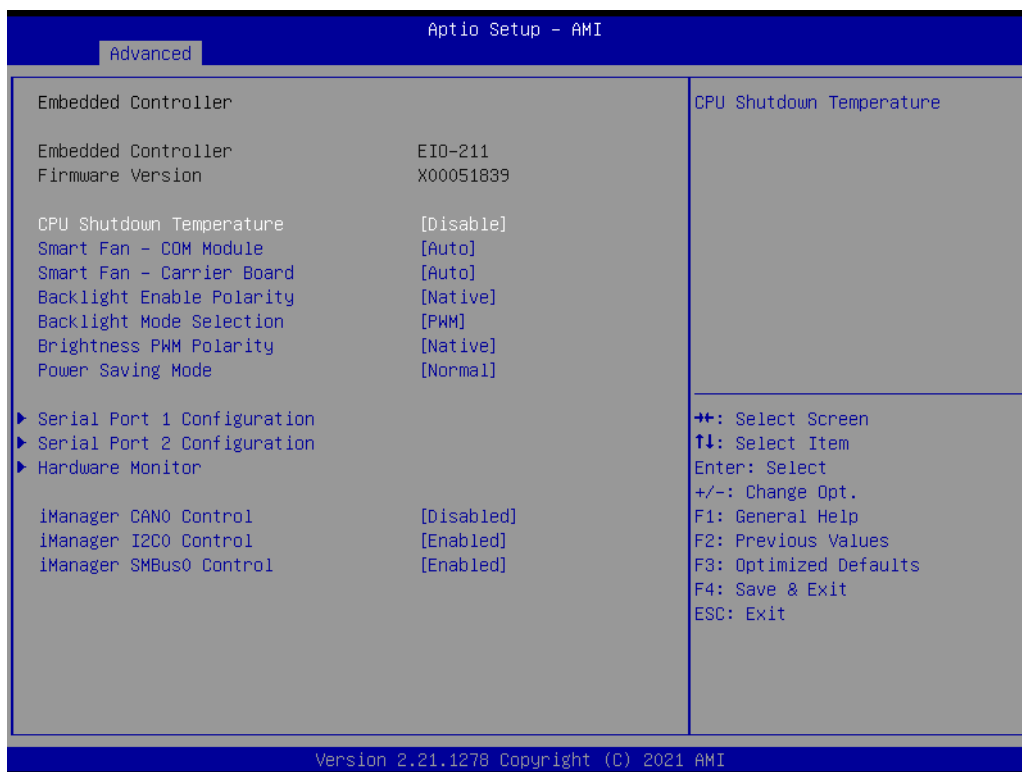 Aptio Setup – AMI
Advanced
Embedded Controller
Embedded Controller EIO-211
Firmware Version X00051839
CPU Shutdown Temperature [Disable]
Smart Fan – COM Module [Auto]
Smart Fan – Carrier Board [Auto]
Backlight Enable Polarity [Native]
Backlight Mode Selection [PWM]
Brightness PWM Polarity [Native]
Power Saving Mode [Normal]
▶ Serial Port 1 Configuration
▶ Serial Port 2 Configuration
▶ Hardware Monitor
iManager CAN0 Control [Disabled]
iManager I2C0 Control [Enabled]
iManager SMBus0 Control [Enabled]
CPU Shutdown Temperature
→←: Select Screen
↑↓: Select Item
Enter: Select
+/-: Change Opt.
F1: General Help
F2: Previous Values
F3: Optimized Defaults
F4: Save & Exit
ESC: Exit
Version 2.21.1278 Copyright (C) 2021 AMI